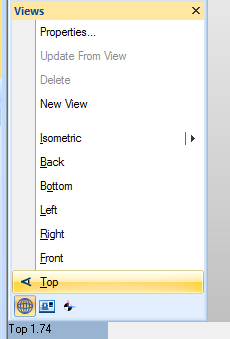 Views
Properties...
Update From View
Delete
New View
Isometric
Back
Bottom
Left
Right
Front
Top
Top 1.74